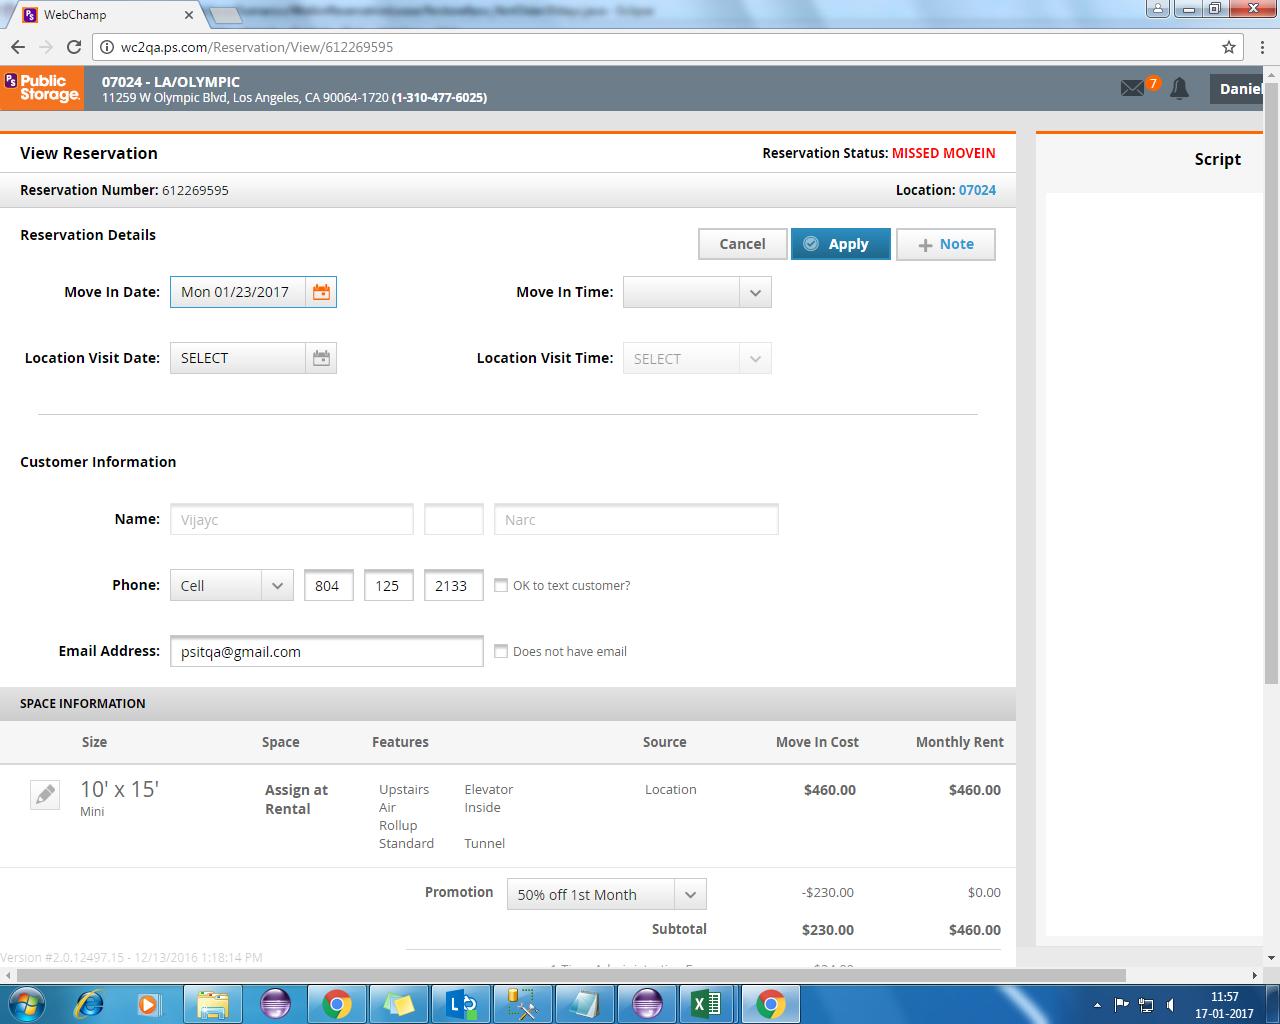 WebChamp
wc2qa.ps.com/Reservation/View/612269595
PS Public Storage.
07024 - LA/OLYMPIC
11259 W Olympic Blvd, Los Angeles, CA 90064-1720 (1-310-477-6025)
7
Daniel
View Reservation
Reservation Status: MISSED MOVEIN
Script
Reservation Number: 612269595
Location: 07024
Reservation Details
Cancel
Apply
Note
Move In Date: Mon 01/23/2017
Move In Time:
Location Visit Date: SELECT
Location Visit Time: SELECT
Customer Information
Name: Vijayc Narc
Phone: Cell 804 125 2133 OK to text customer?
Email Address: psitqa@gmail.com Does not have email
SPACE INFORMATION
Size Space Features Source Move In Cost Monthly Rent
10' x 15' Assign at Upstairs Elevator Location $460.00 $460.00
Mini Rental Air Inside
Rollup
Standard Tunnel
Promotion 50% off 1st Month -$230.00 $0.00
Subtotal $230.00 $460.00
Version #2.0.12497.15 - 12/13/2016 1:18:14 PM
11:57
17-01-2017